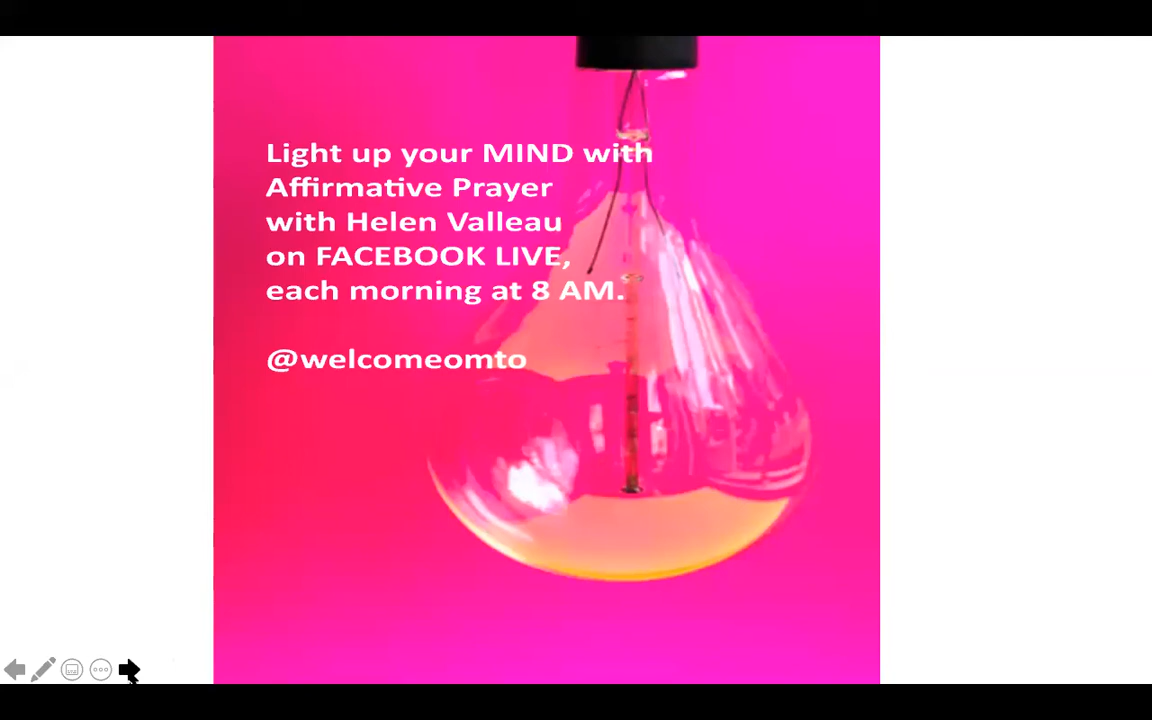 Light up your MIND with
Affirmative Prayer
with Helen Valleau
on FACEBOOK LIVE,
each morning at 8 AM.
@welcomeomto